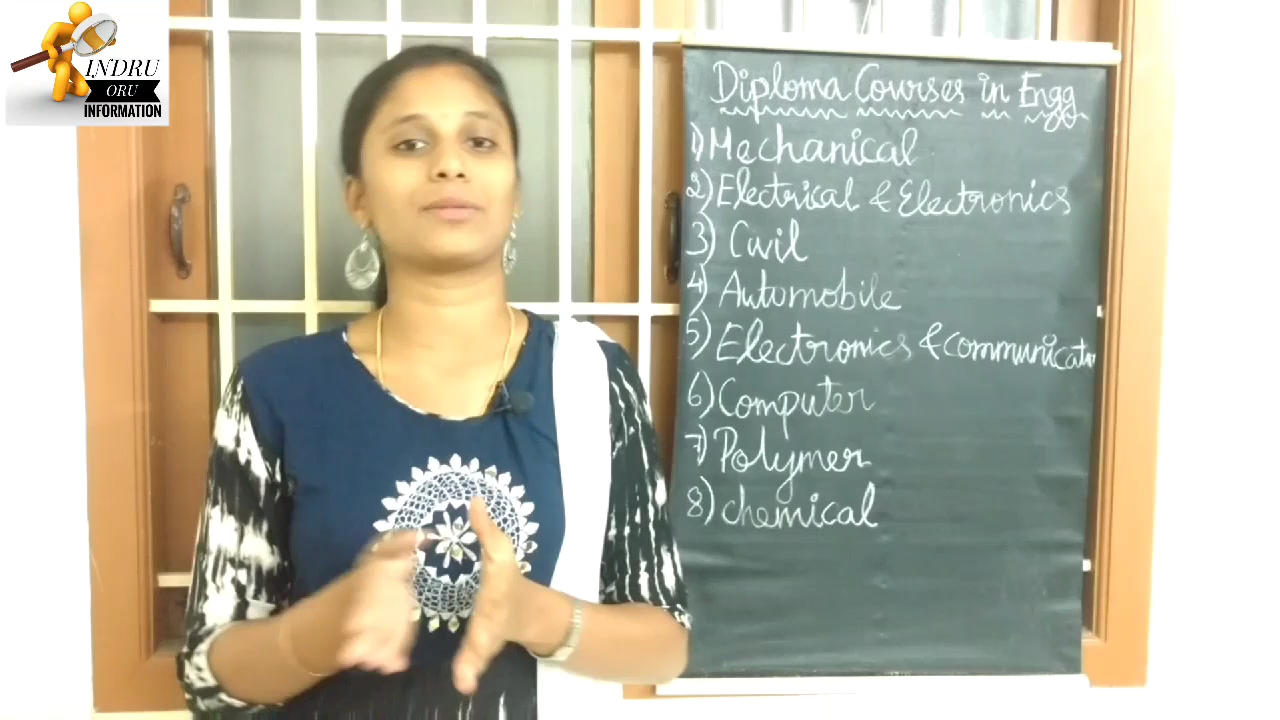 INDRU
ORU
INFORMATION
Diploma Courses in Engg
1) Mechanical
2) Electrical & Electronics
3) Civil
4) Automobile
5) Electronics & communication
6) Computer
7) Polymer
8) chemical